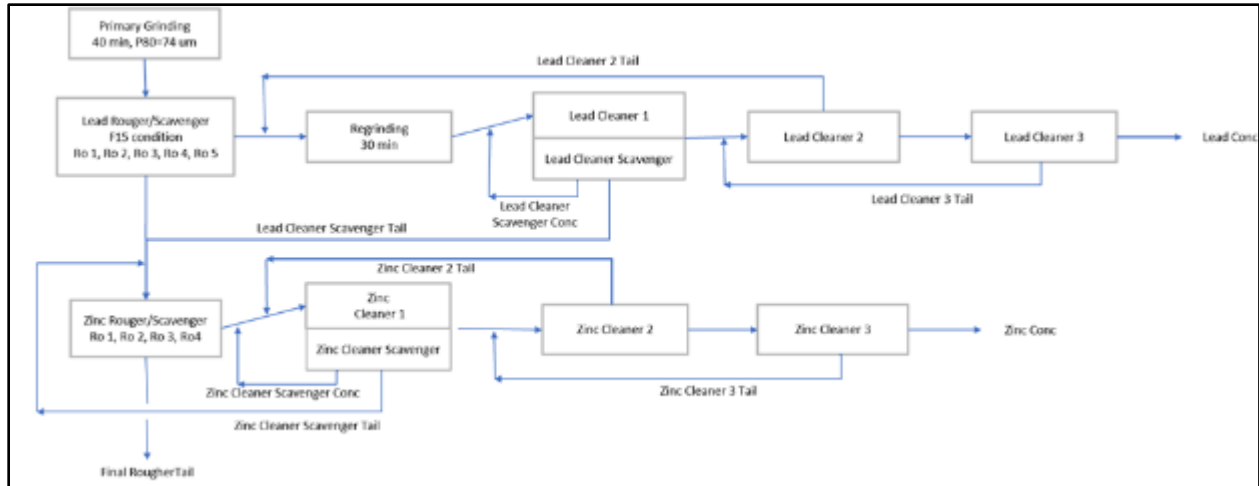 Primary Grinding
40 min, P80=74 um
Lead Cleaner 2 Tail
Lead Rouger/Scavenger
F15 condition
Ro 1, Ro 2, Ro 3, Ro 4, Ro 5
Regrinding
30 min
Lead Cleaner 1
Lead Cleaner Scavenger
Lead Cleaner 2
Lead Cleaner 3
Lead Conc
Lead Cleaner 3 Tail
Lead Cleaner
Scavenger Conc
Lead Cleaner Scavenger Tail
Zinc Cleaner 2 Tail
Zinc Rouger/Scavenger
Ro 1, Ro 2, Ro 3, Ro4
Zinc
Cleaner 1
Zinc Cleaner Scavenger
Zinc Cleaner 2
Zinc Cleaner 3
Zinc Conc
Zinc Cleaner Scavenger Conc
Zinc Cleaner 3 Tail
Zinc Cleaner Scavenger Tail
Final RougherTail